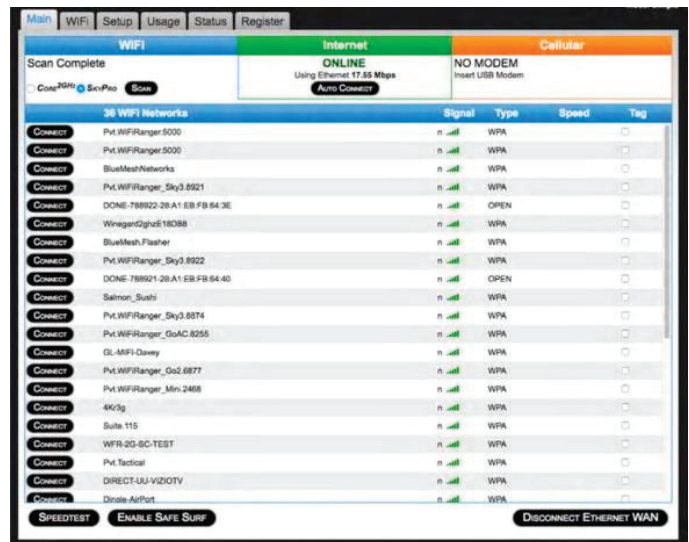 Main WiFi Setup Usage Status Register
WiFi Internet Cellular
Scan Complete ONLINE NO MODEM
Using Ethernet 17.55 Mbps Insert USB Modem
Core 2GHz SkyPro Scan Auto Connect
36 WiFi Networks Signal Type Speed Tag
Connect Pvt.WiFiRanger.5000 n WPA
Connect Pvt.WiFiRanger.5000 n WPA
Connect BlueMeshNetworks n WPA
Connect Pvt.WiFiRanger_Sky3.8921 n WPA
Connect DONE-788922-28:A1:EB:FB:64:3E n OPEN
Connect Winegard2ghzE18DB8 n WPA
Connect BlueMesh.Flasher n WPA
Connect Pvt.WiFiRanger_Sky3.8922 n WPA
Connect DONE-788921-28:A1:EB:FB:64:40 n OPEN
Connect Salmon_Sushi n WPA
Connect Pvt.WiFiRanger_Sky3.8874 n WPA
Connect Pvt.WiFiRanger_GoAC.8255 n WPA
Connect GL-MIFI-Davey n WPA
Connect Pvt.WiFiRanger_Go2.6877 n WPA
Connect Pvt.WiFiRanger_Mini.2468 n WPA
Connect 4Kr3g n WPA
Connect Suite.115 n WPA
Connect WFR-2G-SC-TEST n WPA
Connect Pvt.Tactical n WPA
Connect DIRECT-UU-VIZIOTV n WPA
Connect Dingle-AirPort n WPA
Speedtest Enable Safe Surf Disconnect Ethernet WAN